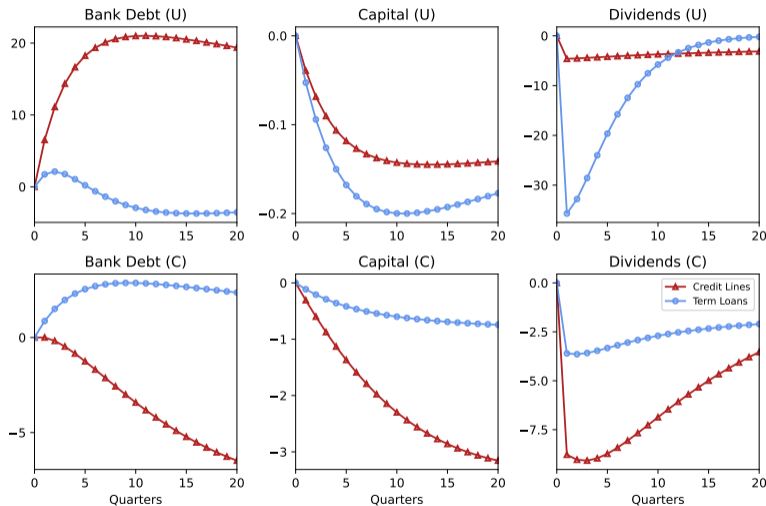 Bank Debt (U)
Capital (U)
Dividends (U)
20
10
0
0 5 10 15 20
0.0
−0.1
−0.2
0 5 10 15 20
0
−10
−20
−30
0 5 10 15 20
Bank Debt (C)
Capital (C)
Dividends (C)
0
−5
0 5 10 15 20
Quarters
0
−1
−2
−3
0 5 10 15 20
Quarters
0.0
−2.5
−5.0
−7.5
0 5 10 15 20
Quarters
Credit Lines
Term Loans